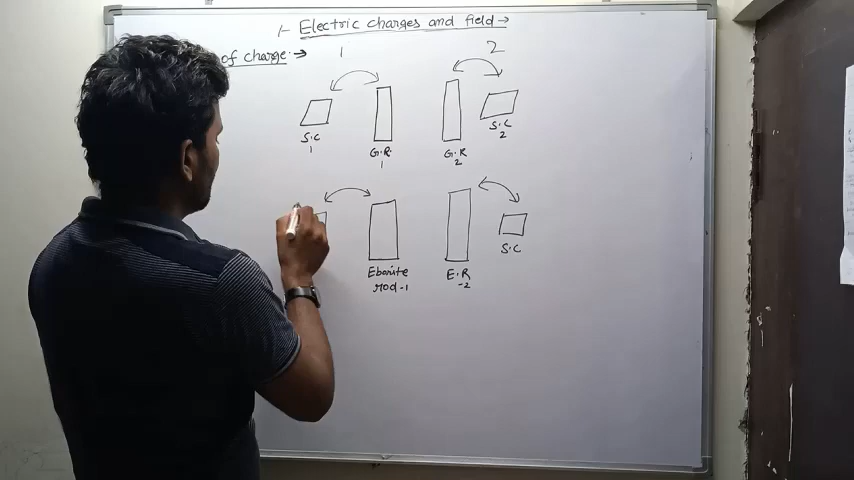 1- Electric charges and field →
of charge → 1 2
S.C 1
G.R. 1
G.R 2
S.C 2
Ebonite rod-1
E.R -2
S.C